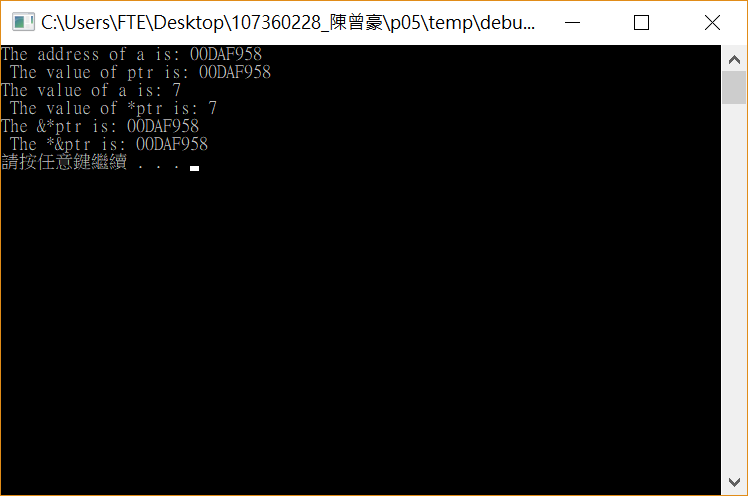 C:\Users\FTE\Desktop\107360228_陳曾豪\p05\temp\debu...
The address of a is: 00DAF958
 The value of ptr is: 00DAF958
The value of a is: 7
 The value of *ptr is: 7
The &*ptr is: 00DAF958
 The *&ptr is: 00DAF958
請按任意鍵繼續 . . .